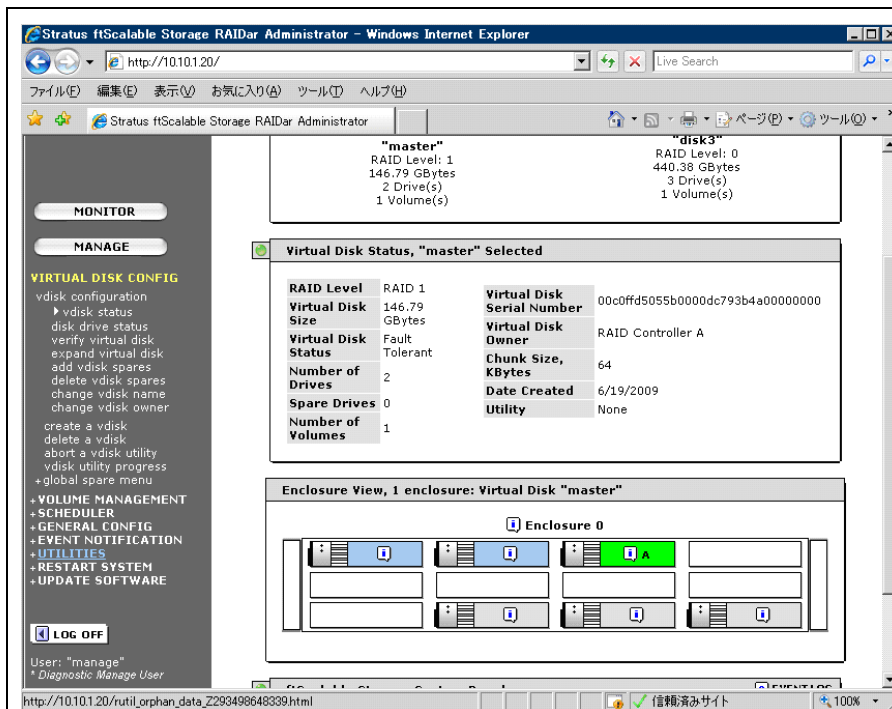 Stratus ftScalable Storage RAIDar Administrator - Windows Internet Explorer
http://10.10.1.20/
Live Search
ファイル(F) 編集(E) 表示(V) お気に入り(A) ツール(T) ヘルプ(H)
Stratus ftScalable Storage RAIDar Administrator
ページ(P) ツール(O)
MONITOR
MANAGE
VIRTUAL DISK CONFIG
vdisk configuration
vdisk status
disk drive status
verify virtual disk
expand virtual disk
add vdisk spares
delete vdisk spares
change vdisk name
change vdisk owner
create a vdisk
delete a vdisk
abort a vdisk utility
vdisk utility progress
+global spare menu
+VOLUME MANAGEMENT
+SCHEDULER
+GENERAL CONFIG
+EVENT NOTIFICATION
+UTILITIES
+RESTART SYSTEM
+UPDATE SOFTWARE
LOG OFF
User: "manage"
* Diagnostic Manage User
"master"
RAID Level: 1
146.79 GBytes
2 Drive(s)
1 Volume(s)
"disk3"
RAID Level: 0
440.38 GBytes
3 Drive(s)
1 Volume(s)
Virtual Disk Status, "master" Selected
RAID Level RAID 1
Virtual Disk Size 146.79 GBytes
Virtual Disk Status Fault Tolerant
Number of Drives 2
Spare Drives 0
Number of Volumes 1
Virtual Disk Serial Number 00c0ffd5055b0000dc793b4a00000000
Virtual Disk Owner RAID Controller A
Chunk Size, KBytes 64
Date Created 6/19/2009
Utility None
Enclosure View, 1 enclosure: Virtual Disk "master"
Enclosure 0
A
http://10.10.1.20/rutil_orphan_data_Z293498648339.html
信頼済みサイト
100%